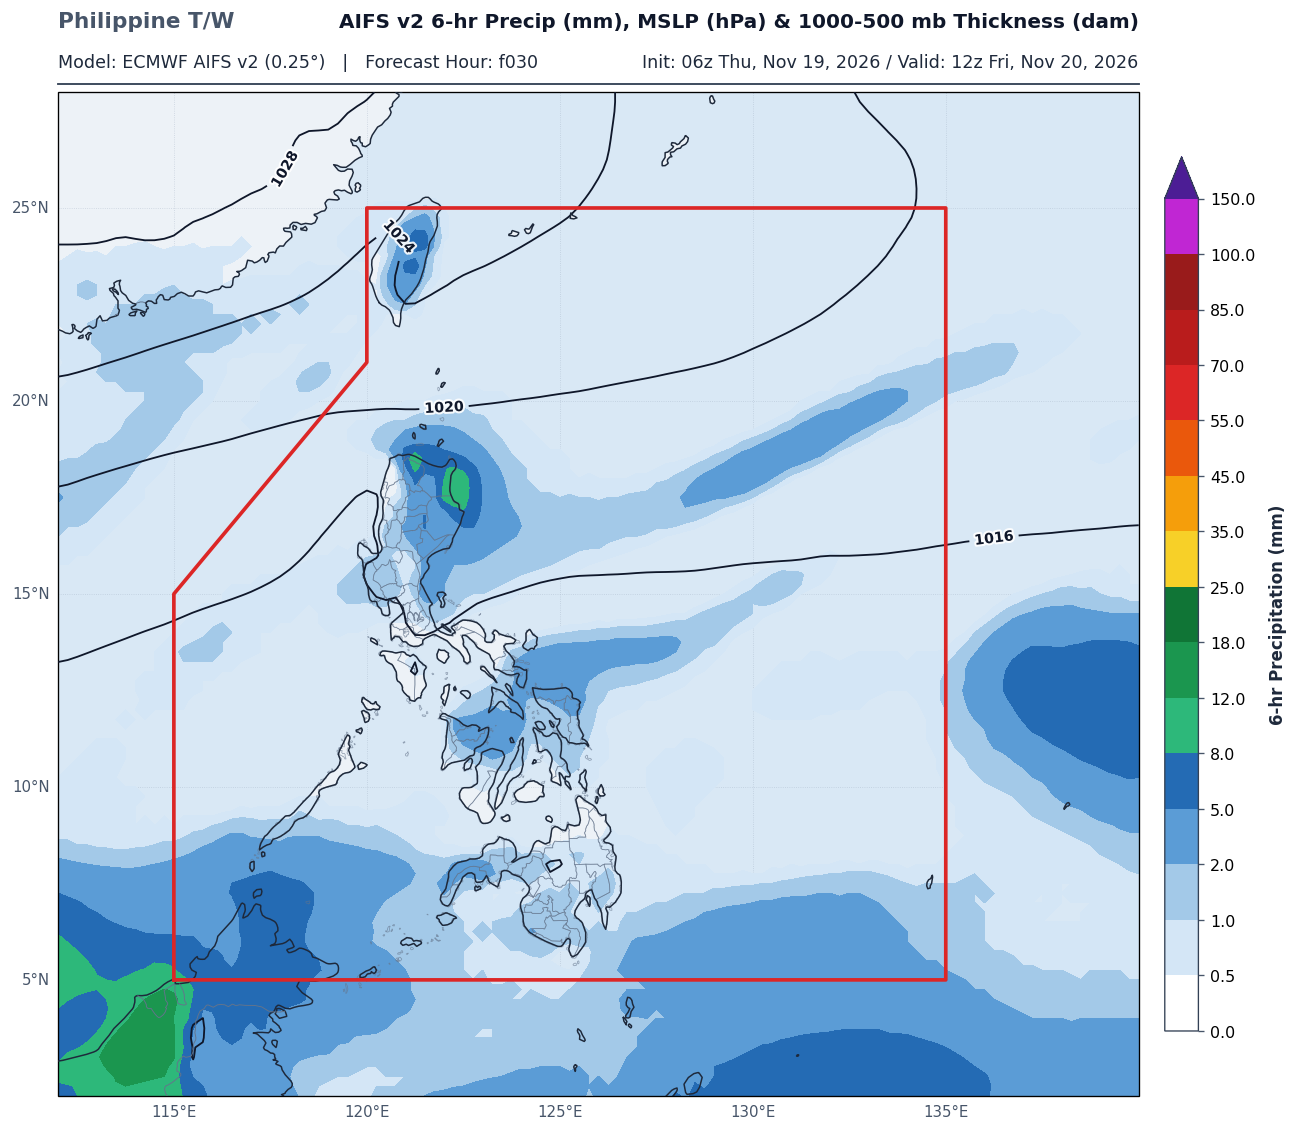 Philippine T/W
AIFS v2 6-hr Precip (mm), MSLP (hPa) & 1000-500 mb Thickness (dam)
Model: ECMWF AIFS v2 (0.25°)   |   Forecast Hour: f030
Init: 06z Thu, Nov 19, 2026 / Valid: 12z Fri, Nov 20, 2026
1028
1024
1020
1016
25°N
20°N
15°N
10°N
5°N
115°E
120°E
125°E
130°E
135°E
150.0
100.0
85.0
70.0
55.0
45.0
35.0
25.0
18.0
12.0
8.0
5.0
2.0
1.0
0.5
0.0
6-hr Precipitation (mm)